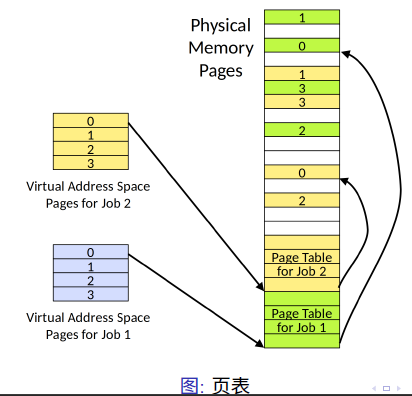 Physical
Memory
Pages
1
0
1
3
3
2
0
2
Page Table
for Job 2
Page Table
for Job 1
0
1
2
3
Virtual Address Space
Pages for Job 2
0
1
2
3
Virtual Address Space
Pages for Job 1
图: 页表